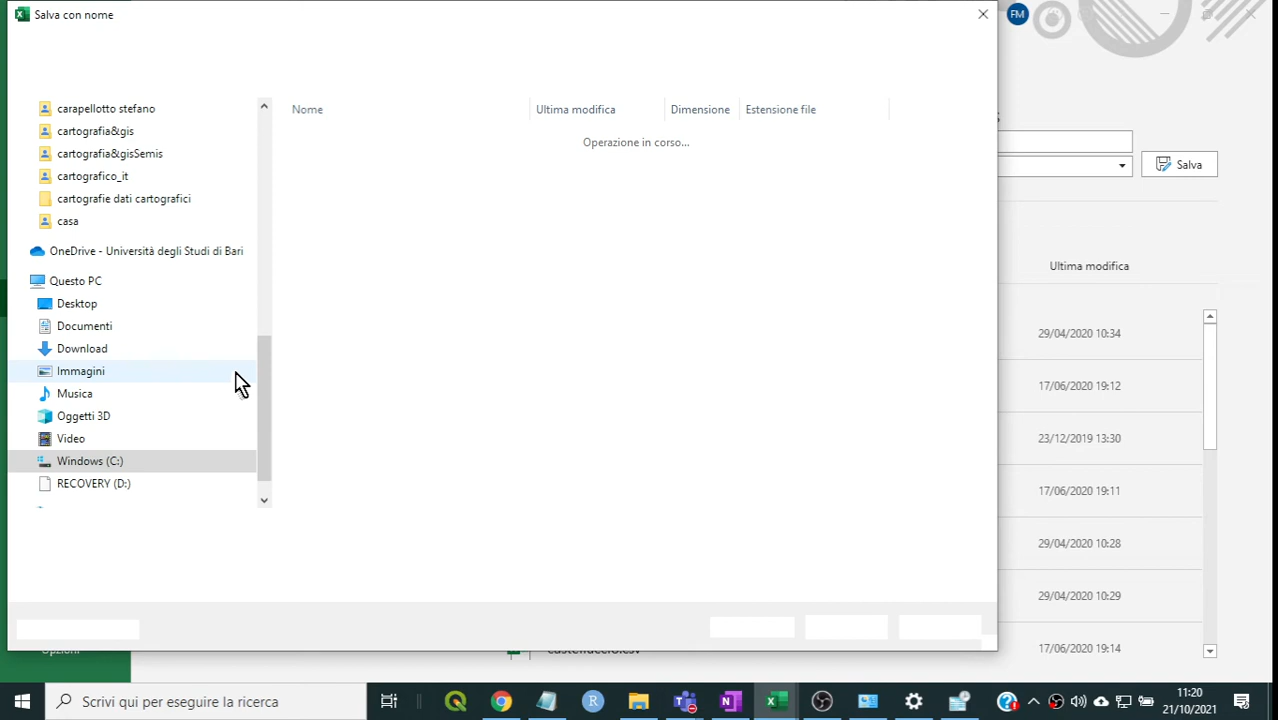 Salva con nome
FM
carapellotto stefano
cartografia&gis
cartografia&gisSemis
cartografico_it
cartografie dati cartografici
casa
OneDrive - Università degli Studi di Bari
Questo PC
Desktop
Documenti
Download
Immagini
Musica
Oggetti 3D
Video
Windows (C:)
RECOVERY (D:)
Nome
Ultima modifica
Dimensione
Estensione file
Operazione in corso...
Salva
Ultima modifica
29/04/2020 10:34
17/06/2020 19:12
23/12/2019 13:30
17/06/2020 19:11
29/04/2020 10:28
29/04/2020 10:29
17/06/2020 19:14
Opzioni
Scrivi qui per eseguire la ricerca
11:20
21/10/2021